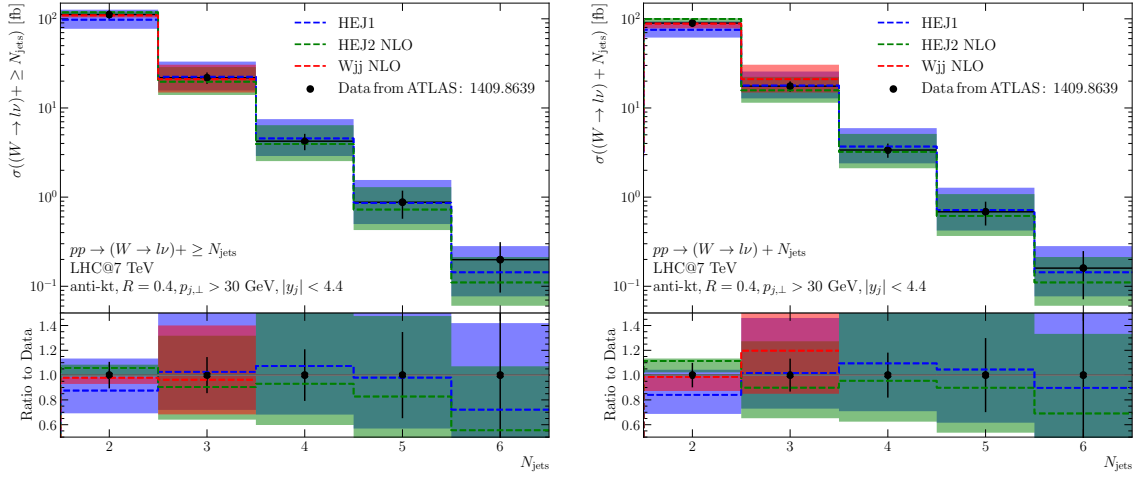 σ((W → lν)+ ≥ N_jets) [fb]
10^2
10^1
10^0
10^−1
HEJ1
HEJ2 NLO
Wjj NLO
Data from ATLAS: 1409.8639
pp → (W → lν)+ ≥ N_jets
LHC@7 TeV
anti-kt, R = 0.4, p_j,⊥ > 30 GeV, |y_j| < 4.4
Ratio to Data
1.4
1.2
1.0
0.8
0.6
2 3 4 5 6
N_jets
σ((W → lν) + N_jets) [fb]
10^2
10^1
10^0
10^−1
HEJ1
HEJ2 NLO
Wjj NLO
Data from ATLAS: 1409.8639
pp → (W → lν) + N_jets
LHC@7 TeV
anti-kt, R = 0.4, p_j,⊥ > 30 GeV, |y_j| < 4.4
Ratio to Data
1.4
1.2
1.0
0.8
0.6
2 3 4 5 6
N_jets